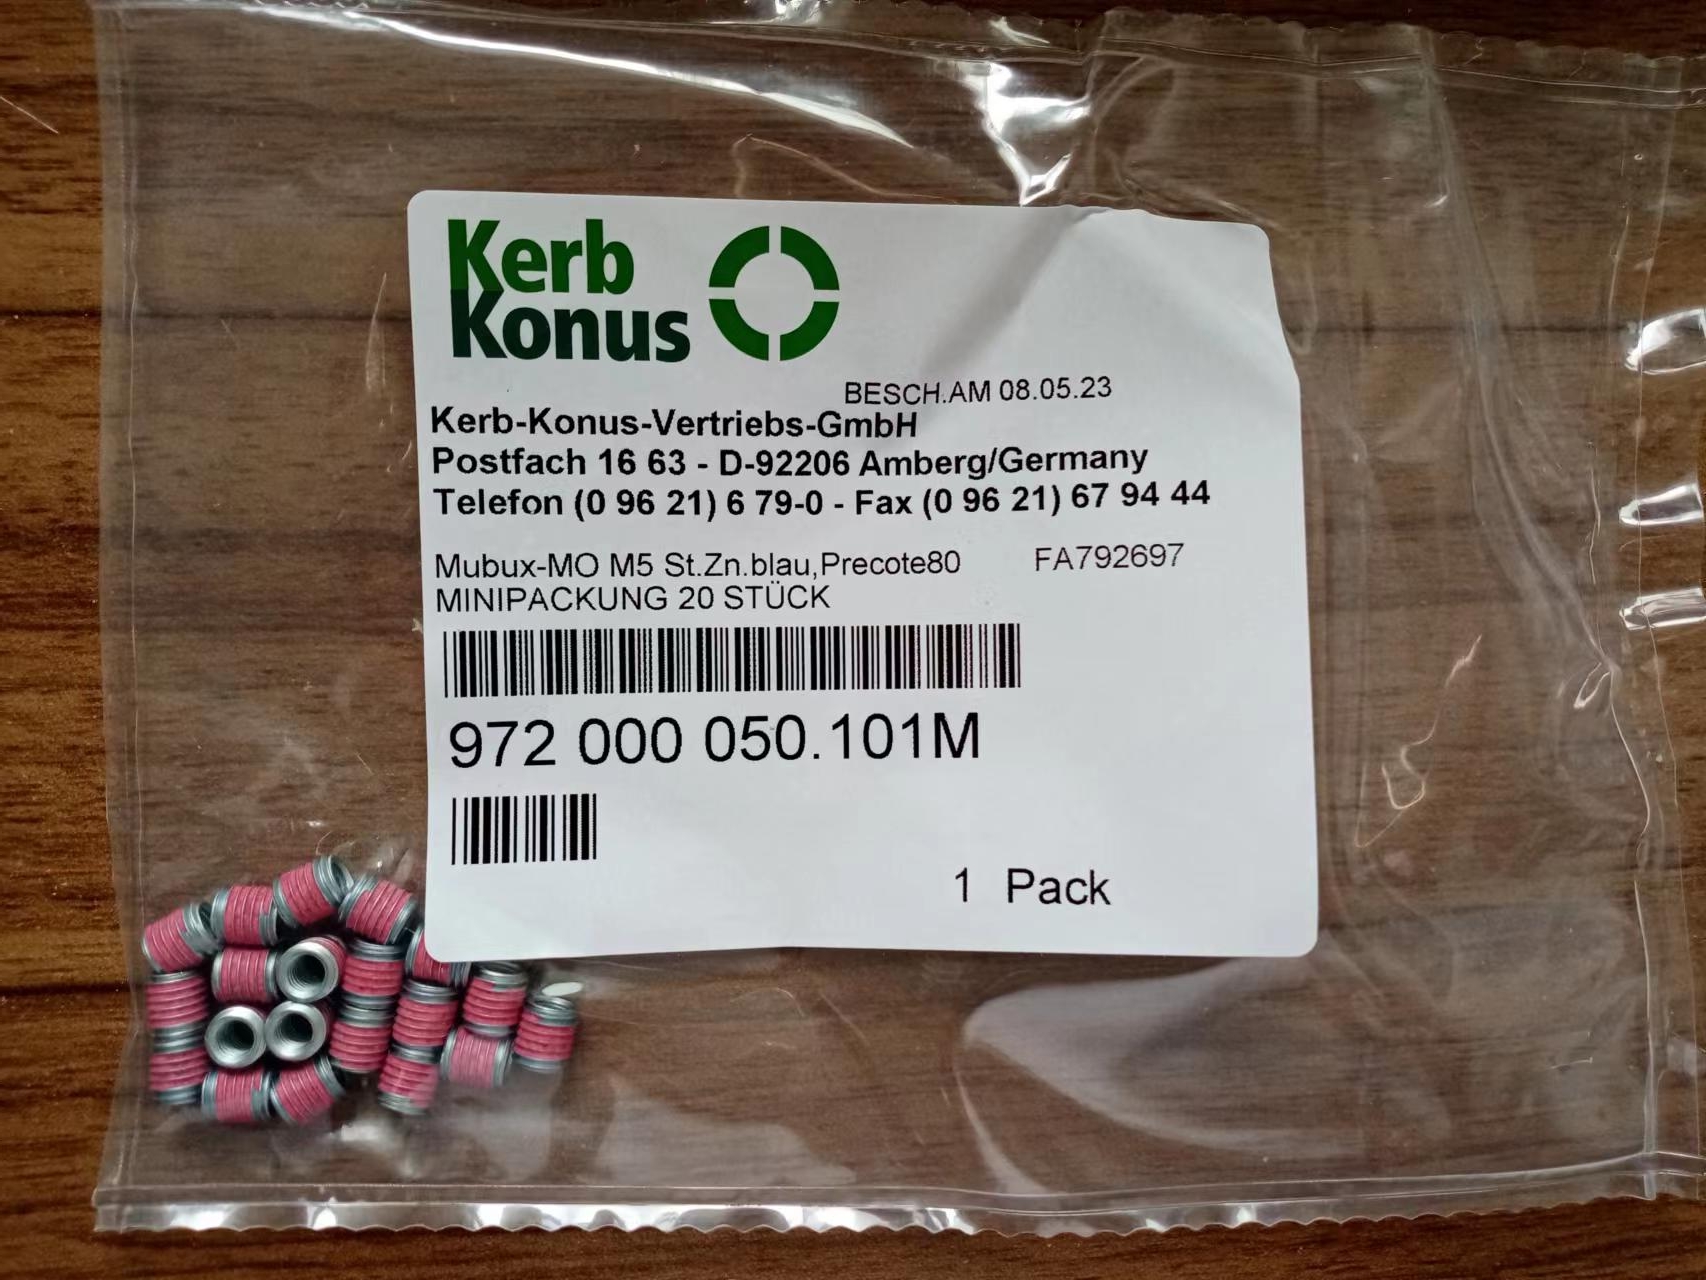 Kerb
Konus
BESCH.AM 08.05.23
Kerb-Konus-Vertriebs-GmbH
Postfach 16 63 - D-92206 Amberg/Germany
Telefon (0 96 21) 6 79-0 - Fax (0 96 21) 67 94 44
Mubux-MO M5 St.Zn.blau,Precote80 FA792697
MINIPACKUNG 20 STÜCK
972 000 050.101M
1 Pack